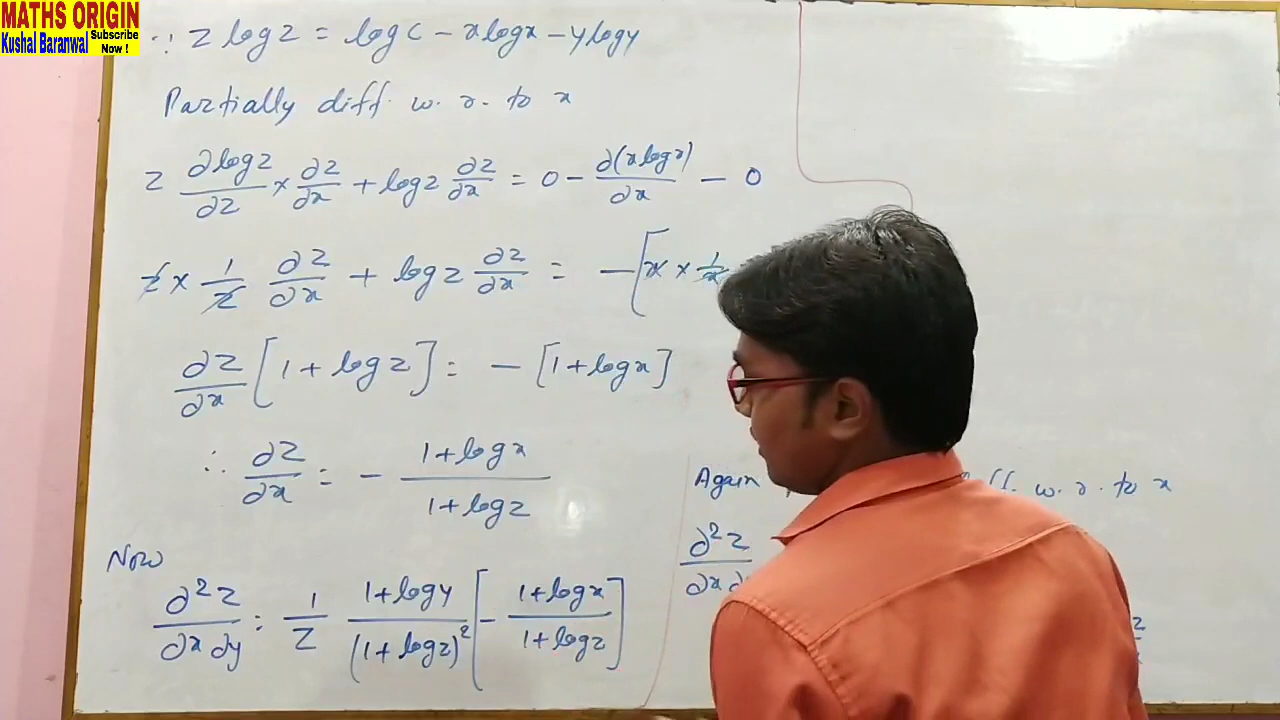 MATHS ORIGIN
Kushal Baranwal Subscribe Now !
∵ z log z = log c - x log x - y log y
Partially diff. w. r. to x
z ∂log z/∂z × ∂z/∂x + log z ∂z/∂x = 0 - ∂(x log x)/∂x - 0
z × 1/z ∂z/∂x + log z ∂z/∂x = - [x × 1/x
∂z/∂x [1 + log z] = - [1 + log x]
∴ ∂z/∂x = - (1 + log x)/(1 + log z)
Now
∂²z/∂x ∂y = 1/z (1 + log y)/(1 + log z)² [- (1 + log x)/(1 + log z)]
Again
ff. w. r. to x
∂²z/∂x